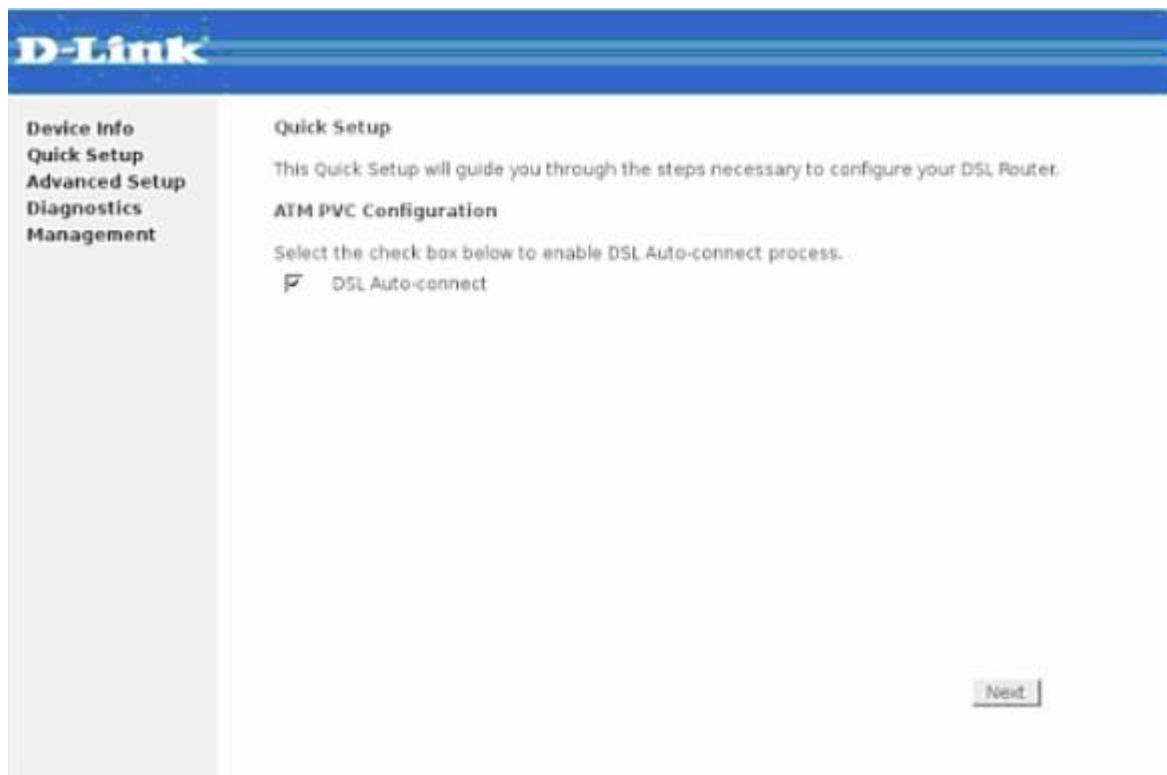 D-Link
Device Info
Quick Setup
Advanced Setup
Diagnostics
Management
Quick Setup
This Quick Setup will guide you through the steps necessary to configure your DSL Router.
ATM PVC Configuration
Select the check box below to enable DSL Auto-connect process.
DSL Auto-connect
Next